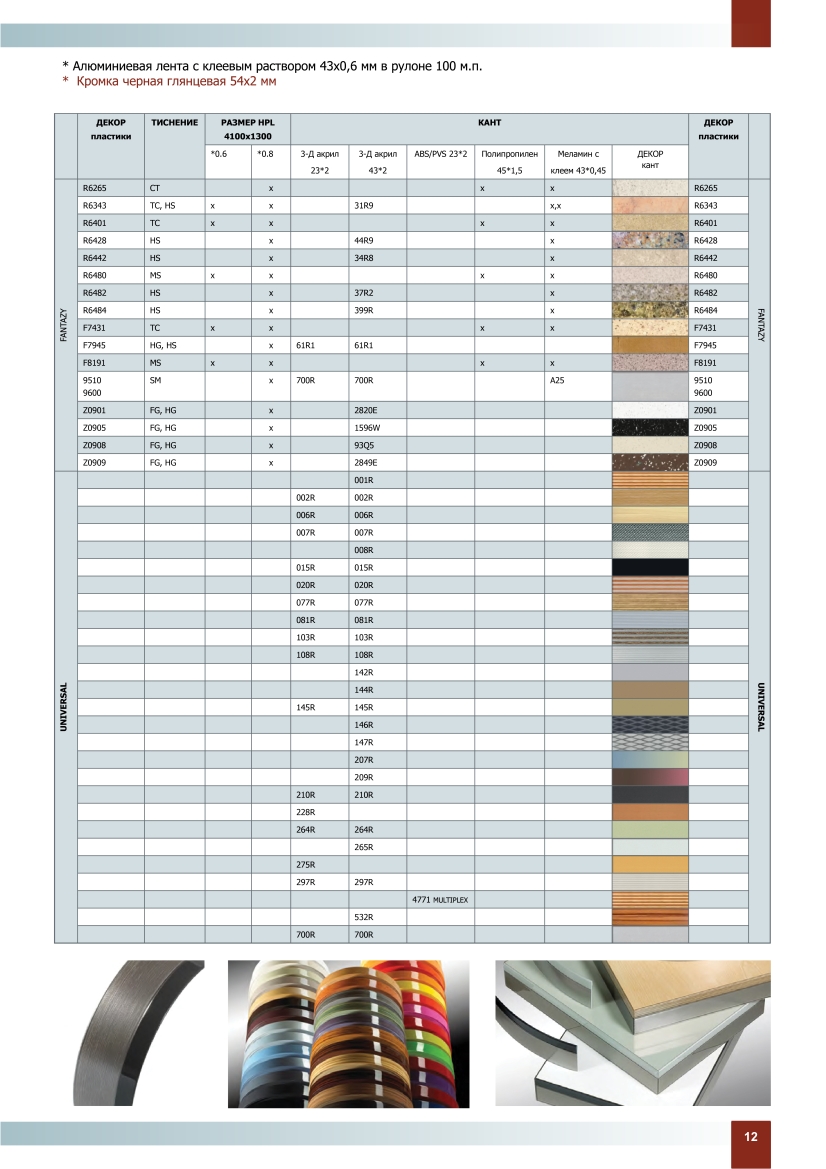 * Алюминиевая лента с клеевым раствором 43х0,6 мм в рулоне 100 м.п.
* Кромка черная глянцевая 54х2 мм
ДЕКОР пластики ТИСНЕНИЕ РАЗМЕР HPL 4100x1300 КАНТ ДЕКОР пластики
*0.6 *0.8 3-Д акрил 23*2 3-Д акрил 43*2 ABS/PVS 23*2 Полипропилен 45*1,5 Меламин с клеем 43*0,45 ДЕКОР кант
FANTAZY
R6265 CT x x x R6265
R6343 TC, HS x x 31R9 x,x R6343
R6401 TC x x x x R6401
R6428 HS x 44R9 x R6428
R6442 HS x 34R8 x R6442
R6480 MS x x x x R6480
R6482 HS x 37R2 x R6482
R6484 HS x 399R x R6484
F7431 TC x x x x F7431
F7945 HG, HS x 61R1 61R1 F7945
F8191 MS x x x x F8191
9510 SM x 700R 700R A25 9510
9600 9600
Z0901 FG, HG x 2820E Z0901
Z0905 FG, HG x 1596W Z0905
Z0908 FG, HG x 93Q5 Z0908
Z0909 FG, HG x 2849E Z0909
FANTAZY
UNIVERSAL
001R
002R 002R
006R 006R
007R 007R
008R
015R 015R
020R 020R
077R 077R
081R 081R
103R 103R
108R 108R
142R
144R
145R 145R
146R
147R
207R
209R
210R 210R
228R
264R 264R
265R
275R
297R 297R
4771 MULTIPLEX
532R
700R 700R
UNIVERSAL
12